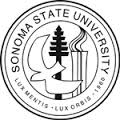 SONOMA STATE UNIVERSITY
LUX MENTIS · LUX ORBIS · 1960